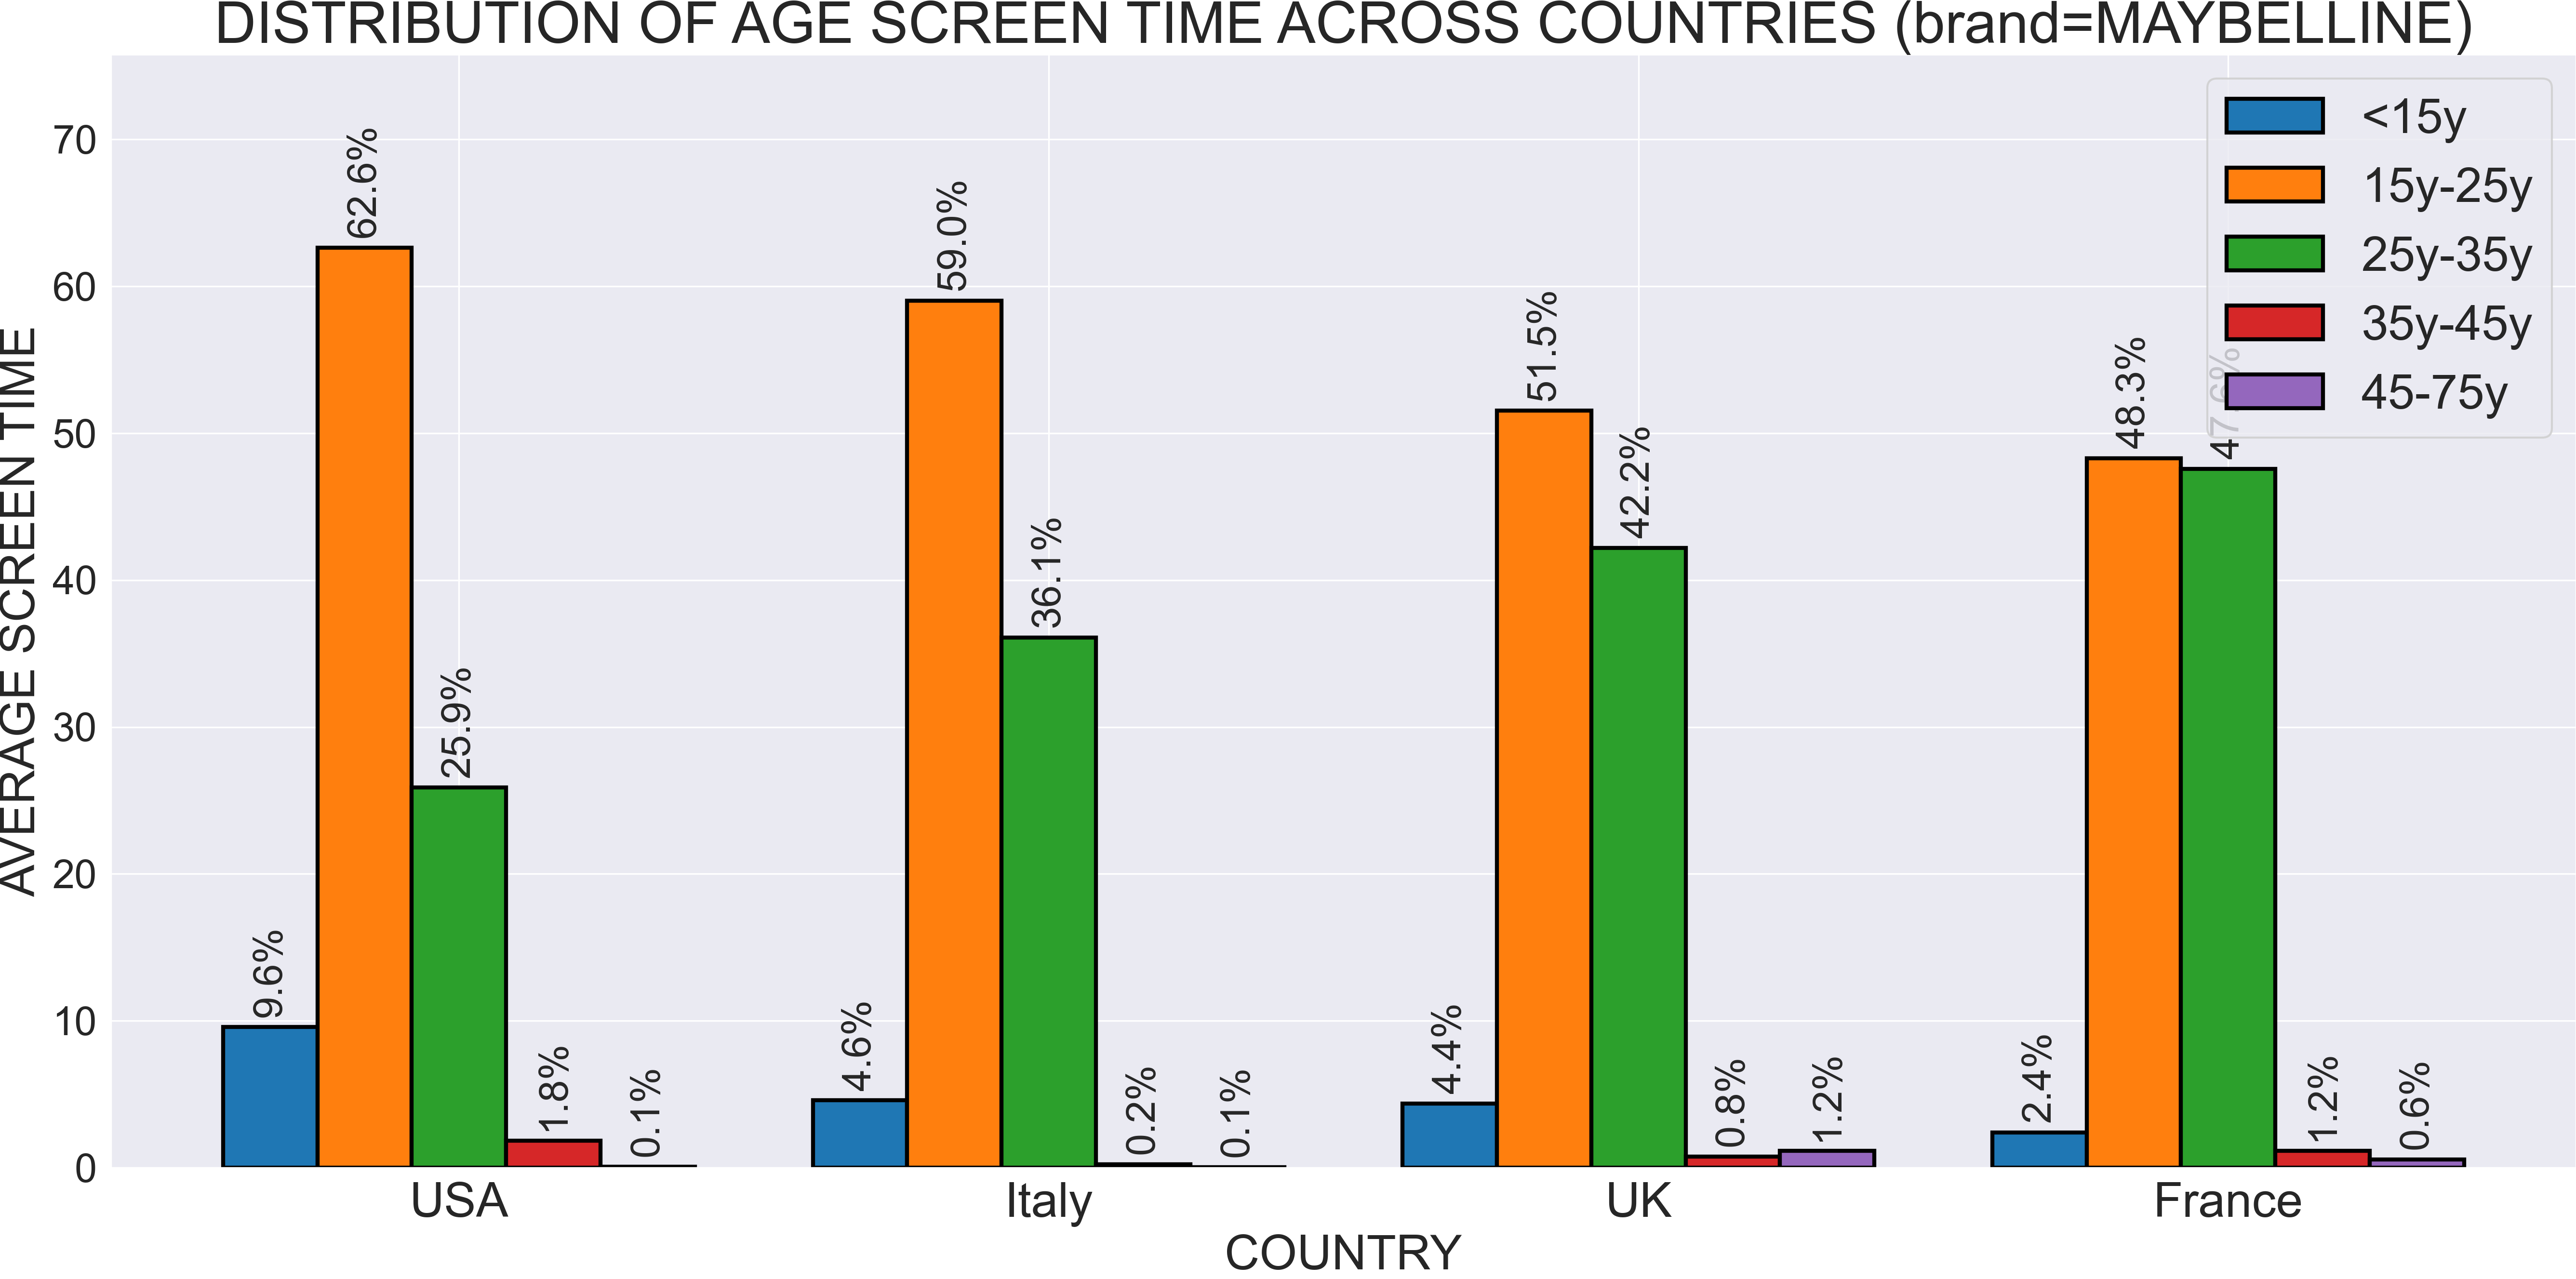 DISTRIBUTION OF AGE SCREEN TIME ACROSS COUNTRIES (brand=MAYBELLINE)
AVERAGE SCREEN TIME
70
60
50
40
30
20
10
0
9.6%
62.6%
25.9%
1.8%
0.1%
4.6%
59.0%
36.1%
0.2%
0.1%
4.4%
51.5%
42.2%
0.8%
1.2%
2.4%
48.3%
47.6%
1.2%
0.6%
<15y
15y-25y
25y-35y
35y-45y
45-75y
USA
Italy
UK
France
COUNTRY